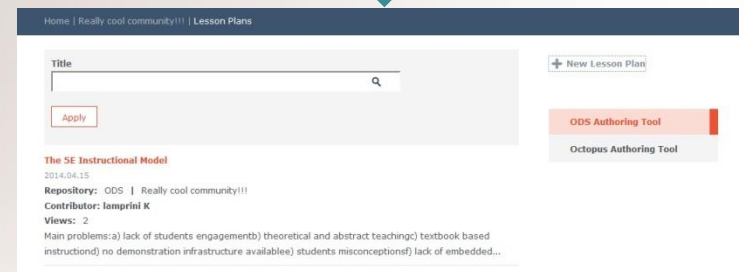 Home | Really cool community!!! | Lesson Plans
Title
Apply
New Lesson Plan
ODS Authoring Tool
Octopus Authoring Tool
The 5E Instructional Model
2014.04.15
Repository: ODS | Really cool community!!!
Contributor: lamprini K
Views: 2
Main problems:a) lack of students engagementb) theoretical and abstract teachingc) textbook based
instructiond) no demonstration infrastructure availablee) students misconceptionsf) lack of embedded...